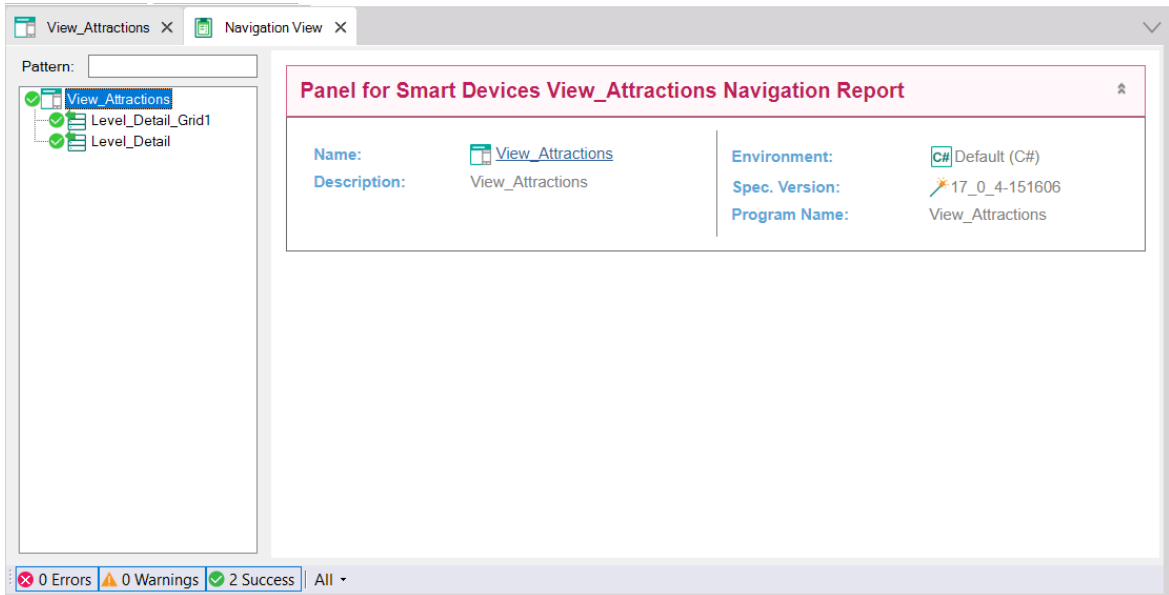 View_Attractions
Navigation View
Pattern:
View_Attractions
Level_Detail_Grid1
Level_Detail
Panel for Smart Devices View_Attractions Navigation Report
Name: View_Attractions
Description: View_Attractions
Environment: C# Default (C#)
Spec. Version: 17_0_4-151606
Program Name: View_Attractions
0 Errors 0 Warnings 2 Success All